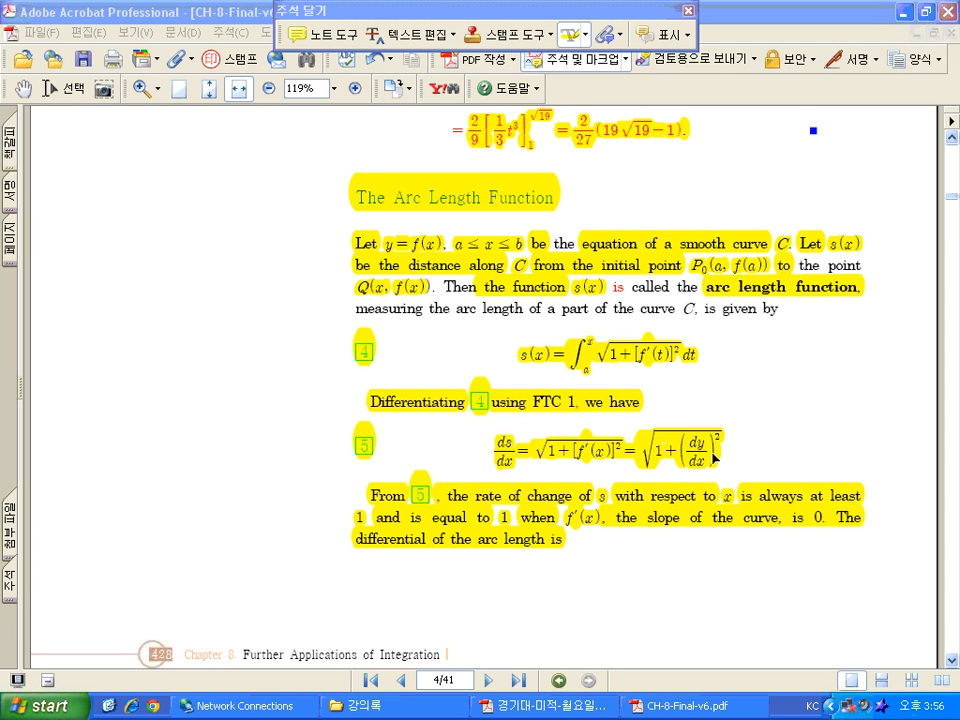 Adobe Acrobat Professional - [CH-8-Final-v6
주석 달기
파일(F) 편집(E) 보기(V) 문서(D) 주석(C) 도
노트 도구 텍스트 편집 스탬프 도구 표시
스탬프 PDF 작성 주석 및 마크업 검토용으로 보내기 보안 서명 양식
선택 119% Y! 도움말
책갈피
서명
페이지
첨부 파일
주석
= 2/9 [1/3 t³]₁^√19 = 2/27 (19√19 − 1).
The Arc Length Function
Let y = f(x), a ≤ x ≤ b be the equation of a smooth curve C. Let s(x)
be the distance along C from the initial point P₀(a, f(a)) to the point
Q(x, f(x)). Then the function s(x) is called the arc length function,
measuring the arc length of a part of the curve C, is given by
4 s(x) = ∫ₐˣ √(1+[f′(t)]²) dt
Differentiating 4 using FTC 1, we have
5 ds/dx = √(1+[f′(x)]²) = √(1+(dy/dx)²)
From 5 , the rate of change of s with respect to x is always at least
1 and is equal to 1 when f′(x), the slope of the curve, is 0. The
differential of the arc length is
428 Chapter 8. Further Applications of Integration
4/41
start Network Connections 강의록 경기대-미적-월요일... CH-8-Final-v6.pdf KC 오후 3:56